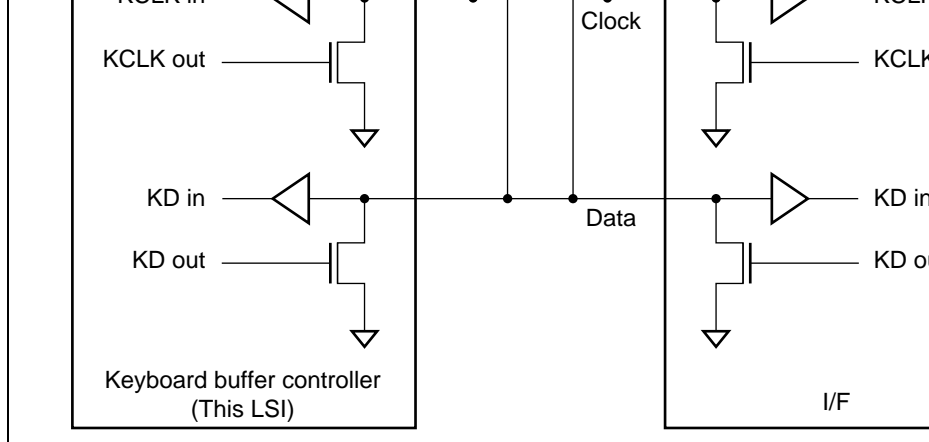 Clock
KCLK out
KD in
KD in
Data
KD out
Keyboard buffer controller
(This LSI)
I/F